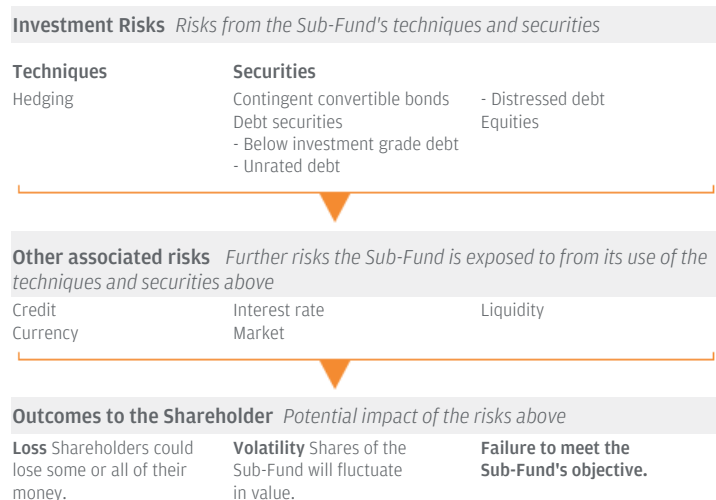 Investment Risks Risks from the Sub-Fund's techniques and securities
Techniques
Hedging
Securities
Contingent convertible bonds
Debt securities
- Below investment grade debt
- Unrated debt
- Distressed debt
Equities
Other associated risks Further risks the Sub-Fund is exposed to from its use of the
techniques and securities above
Credit
Currency
Interest rate
Market
Liquidity
Outcomes to the Shareholder Potential impact of the risks above
Loss Shareholders could
lose some or all of their
money.
Volatility Shares of the
Sub-Fund will fluctuate
in value.
Failure to meet the
Sub-Fund's objective.